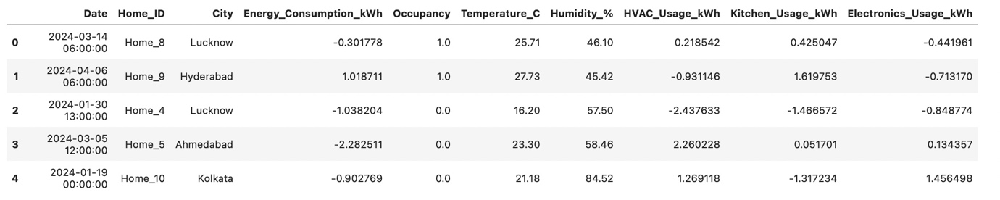 Date Home_ID City Energy_Consumption_kWh Occupancy Temperature_C Humidity_% HVAC_Usage_kWh Kitchen_Usage_kWh Electronics_Usage_kWh
0 2024-03-14 06:00:00 Home_8 Lucknow -0.301778 1.0 25.71 46.10 0.218542 0.425047 -0.441961
1 2024-04-06 06:00:00 Home_9 Hyderabad 1.018711 1.0 27.73 45.42 -0.931146 1.619753 -0.713170
2 2024-01-30 13:00:00 Home_4 Lucknow -1.038204 0.0 16.20 57.50 -2.437633 -1.466572 -0.848774
3 2024-03-05 12:00:00 Home_5 Ahmedabad -2.282511 0.0 23.30 58.46 2.260228 0.051701 0.134357
4 2024-01-19 00:00:00 Home_10 Kolkata -0.902769 0.0 21.18 84.52 1.269118 -1.317234 1.456498